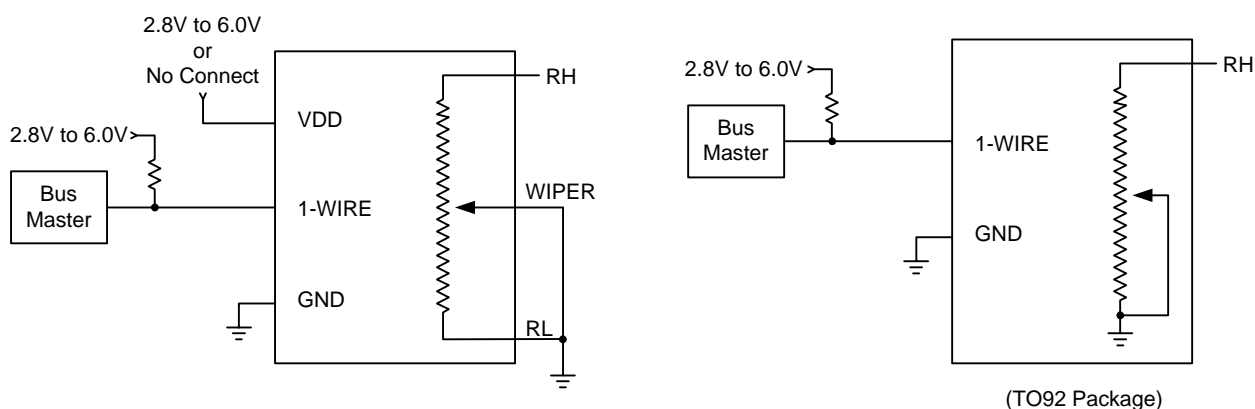 2.8V to 6.0V
or
No Connect
VDD
2.8V to 6.0V
Bus
Master
1-WIRE
GND
RH
WIPER
RL
2.8V to 6.0V
Bus
Master
1-WIRE
GND
RH
(TO92 Package)